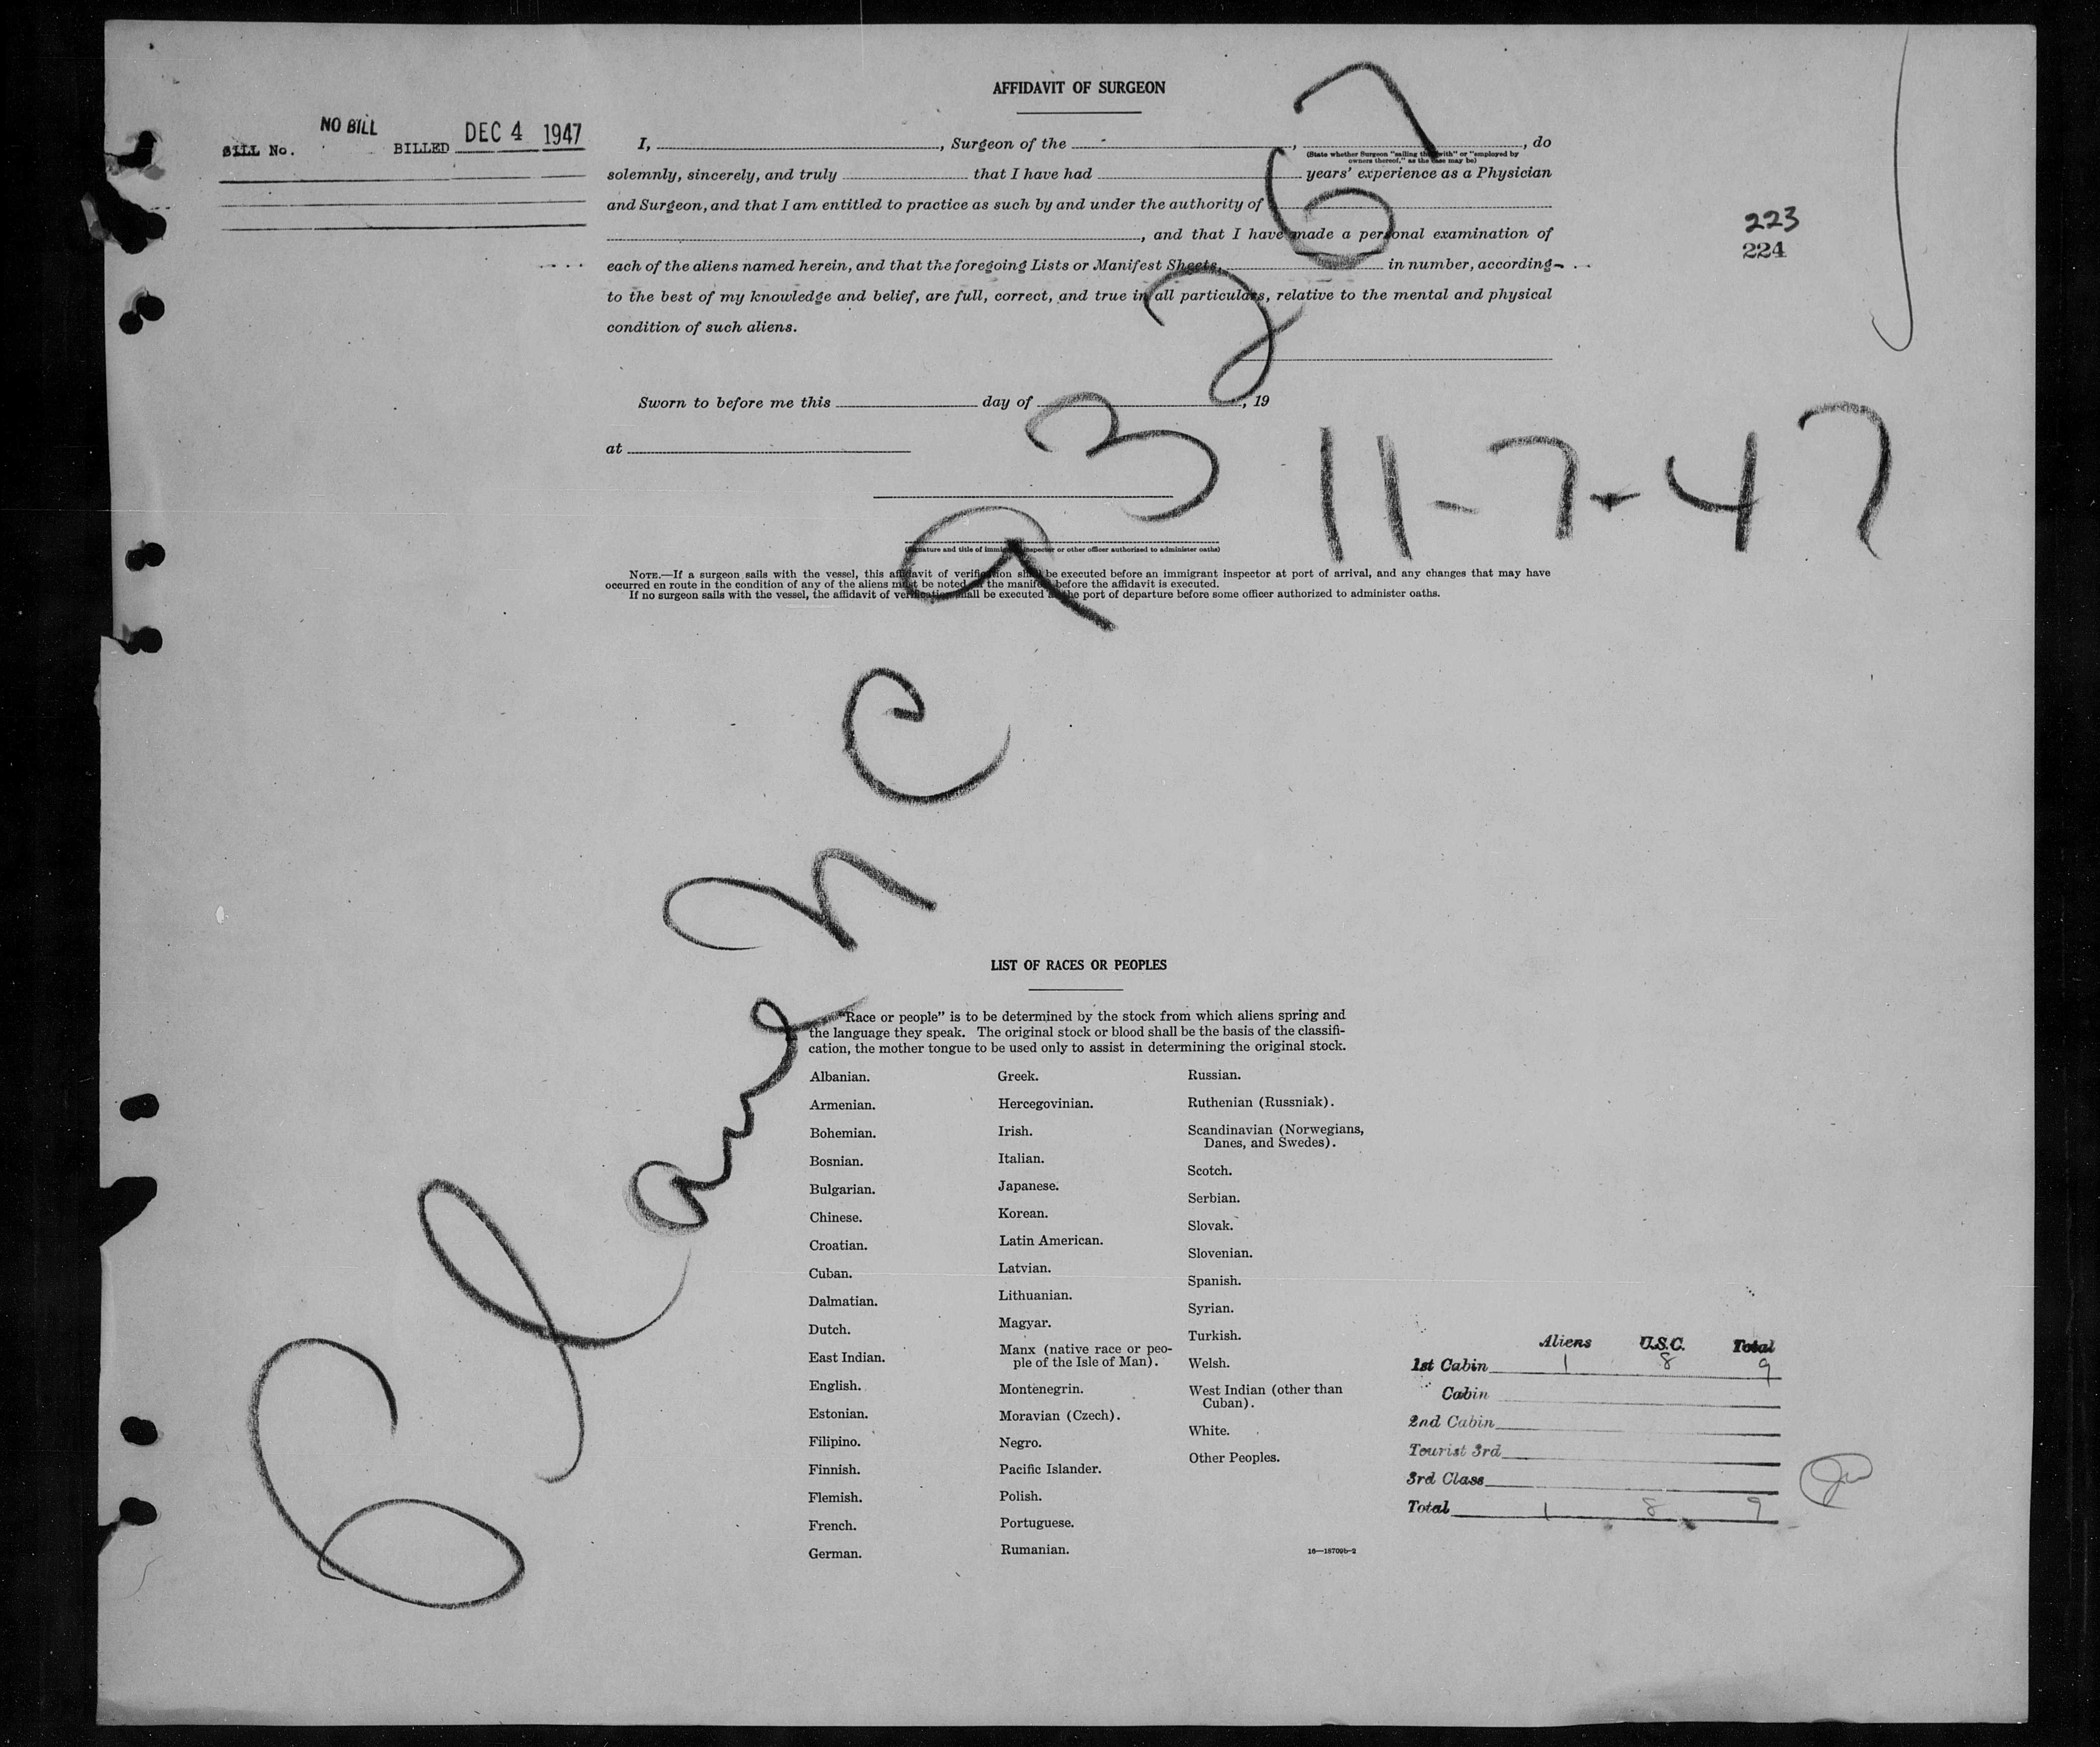 AFFIDAVIT OF SURGEON
NO BILL
BILL No. BILLED DEC 4 1947
I, , Surgeon of the , , do
(State whether Surgeon "sailing therewith" or "employed by
owners thereof," as the case may be)
solemnly, sincerely, and truly that I have had years' experience as a Physician
and Surgeon, and that I am entitled to practice as such by and under the authority of
, and that I have made a personal examination of
each of the aliens named herein, and that the foregoing Lists or Manifest Sheets, in number, according
to the best of my knowledge and belief, are full, correct, and true in all particulars, relative to the mental and physical
condition of such aliens.
223
224
Sworn to before me this day of , 19
at
11-7-47
(Signature and title of immigrant inspector or other officer authorized to administer oaths)
NOTE.—If a surgeon sails with the vessel, this affidavit of verification shall be executed before an immigrant inspector at port of arrival, and any changes that may have
occurred en route in the condition of any of the aliens must be noted on the manifest before the affidavit is executed.
If no surgeon sails with the vessel, the affidavit of verification shall be executed at the port of departure before some officer authorized to administer oaths.
a 3267
LIST OF RACES OR PEOPLES
"Race or people" is to be determined by the stock from which aliens spring and
the language they speak. The original stock or blood shall be the basis of the classifi-
cation, the mother tongue to be used only to assist in determining the original stock.
Albanian.
Armenian.
Bohemian.
Bosnian.
Bulgarian.
Chinese.
Croatian.
Cuban.
Dalmatian.
Dutch.
East Indian.
English.
Estonian.
Filipino.
Finnish.
Flemish.
French.
German.
Greek.
Hercegovinian.
Irish.
Italian.
Japanese.
Korean.
Latin American.
Latvian.
Lithuanian.
Magyar.
Manx (native race or peo-
ple of the Isle of Man).
Montenegrin.
Moravian (Czech).
Negro.
Pacific Islander.
Polish.
Portuguese.
Rumanian.
Russian.
Ruthenian (Russniak).
Scandinavian (Norwegians,
Danes, and Swedes).
Scotch.
Serbian.
Slovak.
Slovenian.
Spanish.
Syrian.
Turkish.
Welsh.
West Indian (other than
Cuban).
White.
Other Peoples.
16—18709b-2
Aliens U.S.C. Total
1st Cabin 1 8 9
Cabin
2nd Cabin
Tourist 3rd
3rd Class
Total 1 8 9